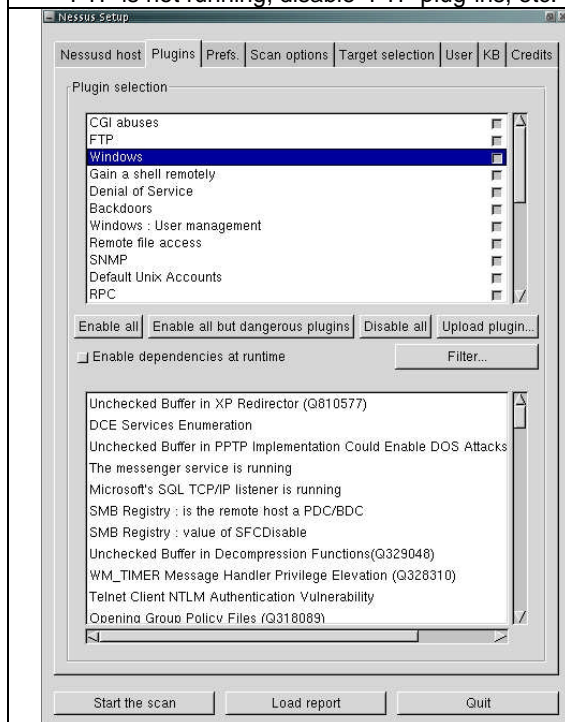 is not running, disable plug-ins, etc.
Nessus Setup
Nessusd host Plugins Prefs. Scan options Target selection User KB Credits
Plugin selection
CGI abuses
FTP
Windows
Gain a shell remotely
Denial of Service
Backdoors
Windows : User management
Remote file access
SNMP
Default Unix Accounts
RPC
Enable all Enable all but dangerous plugins Disable all Upload plugin...
Enable dependencies at runtime Filter...
Unchecked Buffer in XP Redirector (Q810577)
DCE Services Enumeration
Unchecked Buffer in PPTP Implementation Could Enable DOS Attacks
The messenger service is running
Microsoft's SQL TCP/IP listener is running
SMB Registry : is the remote host a PDC/BDC
SMB Registry : value of SFCDisable
Unchecked Buffer in Decompression Functions(Q329048)
WM_TIMER Message Handler Privilege Elevation (Q328310)
Telnet Client NTLM Authentication Vulnerability
Opening Group Policy Files (Q318089)
Start the scan Load report Quit